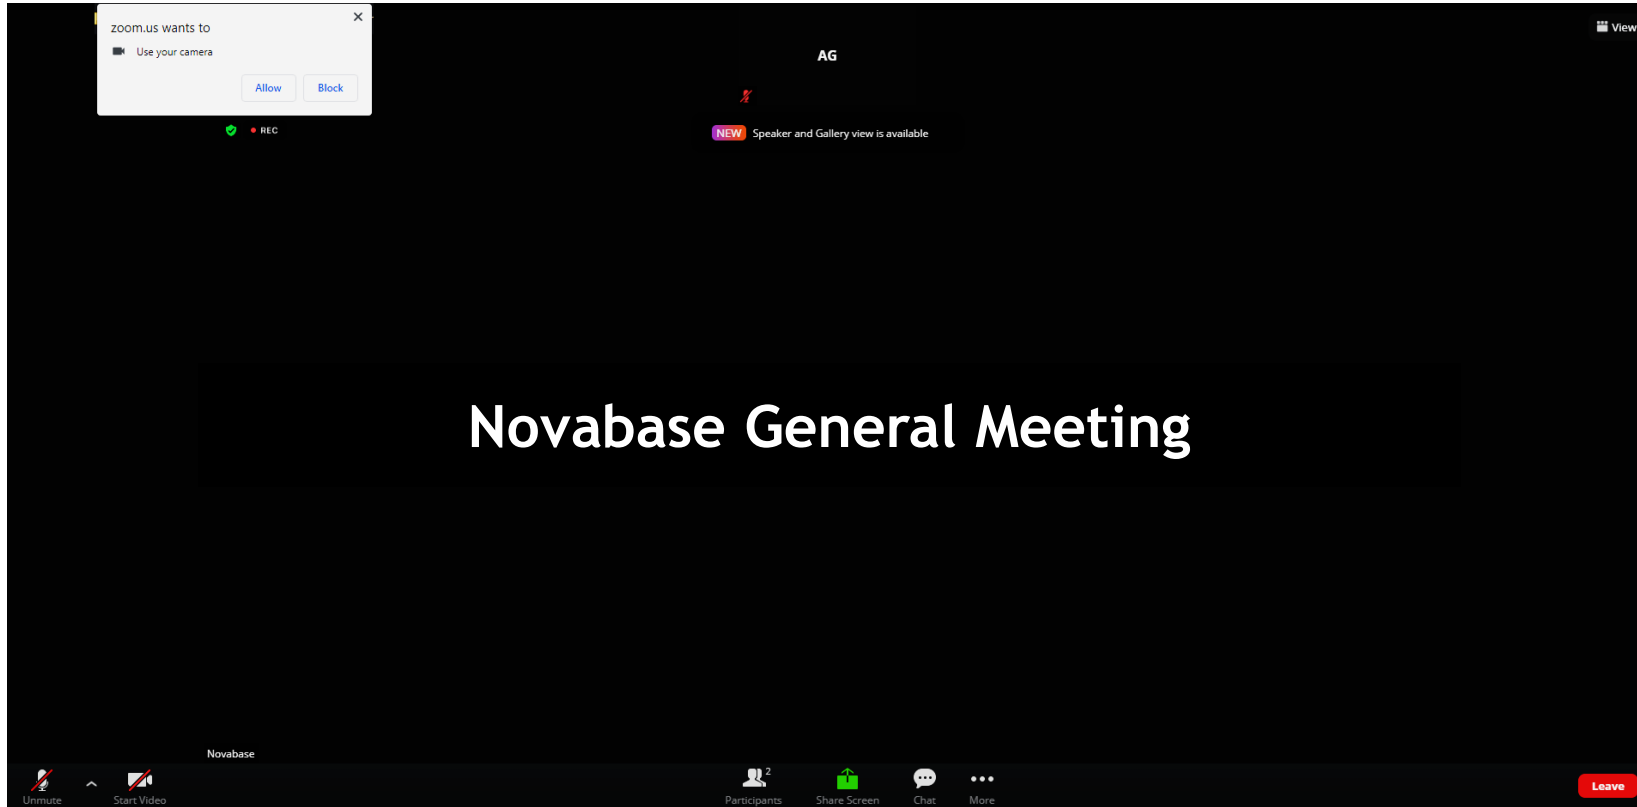 zoom.us wants to
Use your camera
Allow Block
View
AG
REC
NEW Speaker and Gallery view is available
Novabase General Meeting
Novabase
Unmute Start Video Participants 2 Share Screen Chat More Leave